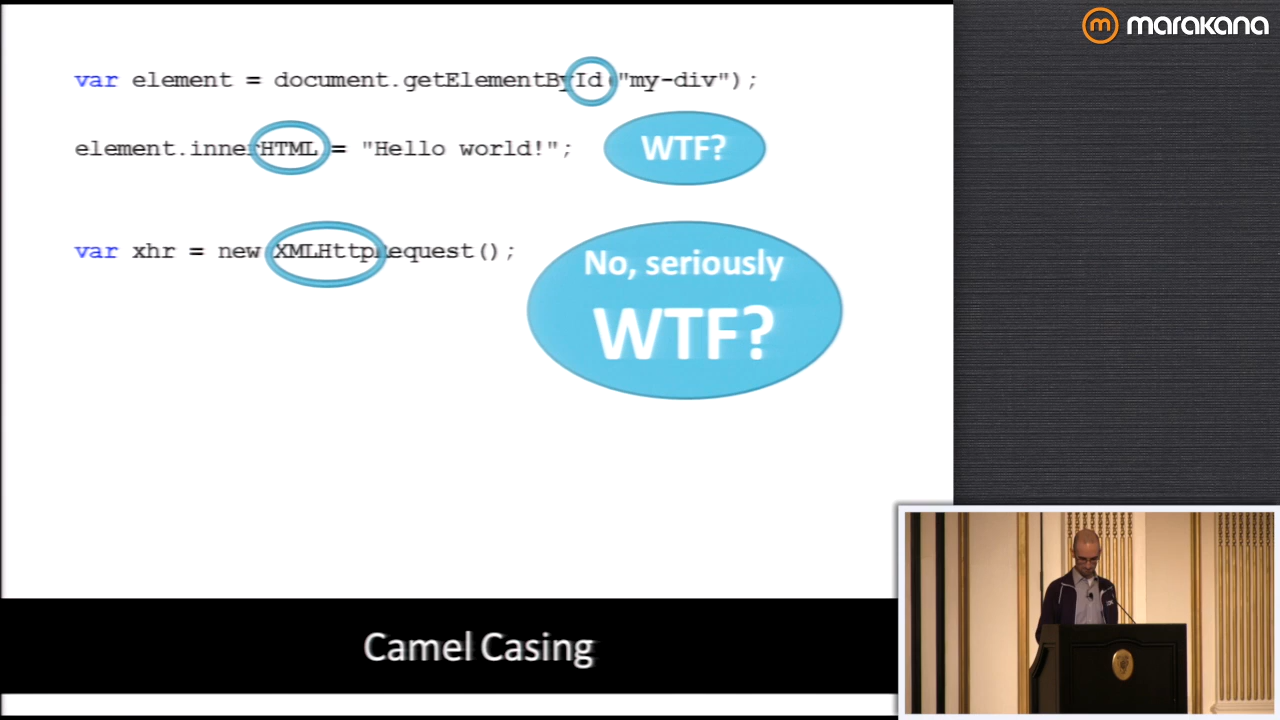 marakana
var element = document.getElementById("my-div");
element.innerHTML = "Hello world!";
WTF?
var xhr = new XMLHttpRequest();
No, seriously
WTF?
Camel Casing